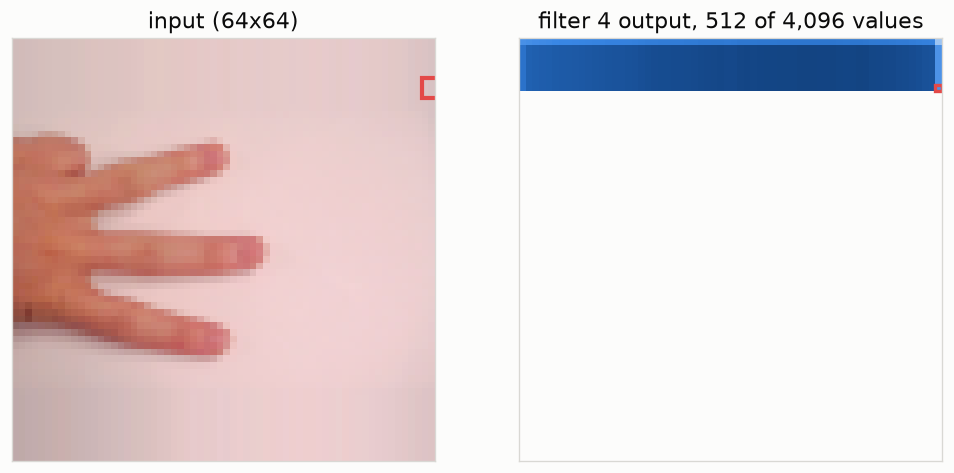 input (64x64)
filter 4 output, 512 of 4,096 values